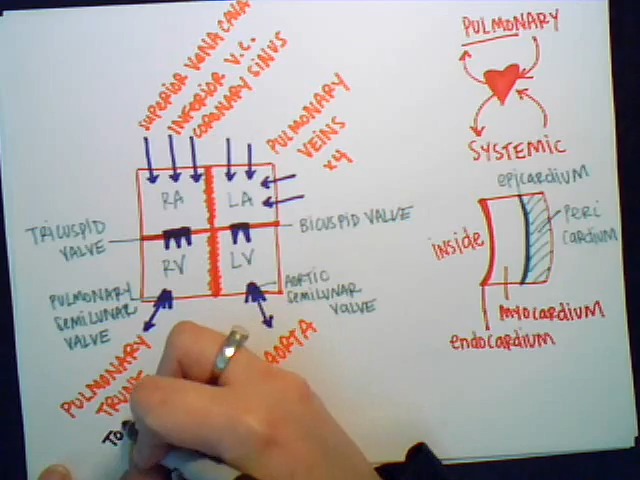 SUPERIOR VENA CAVA
INFERIOR V.C.
CORONARY SINUS
PULMONARY
VEINS
x4
RA
LA
TRICUSPID
VALVE
BICUSPID VALVE
RV
LV
PULMONARY
SEMILUNAR
VALVE
AORTIC
SEMILUNAR
VALVE
PULMONARY
TRUNK
AORTA
TO
PULMONARY
SYSTEMIC
epicardium
inside
PERI
CARDIUM
myocardium
endocardium